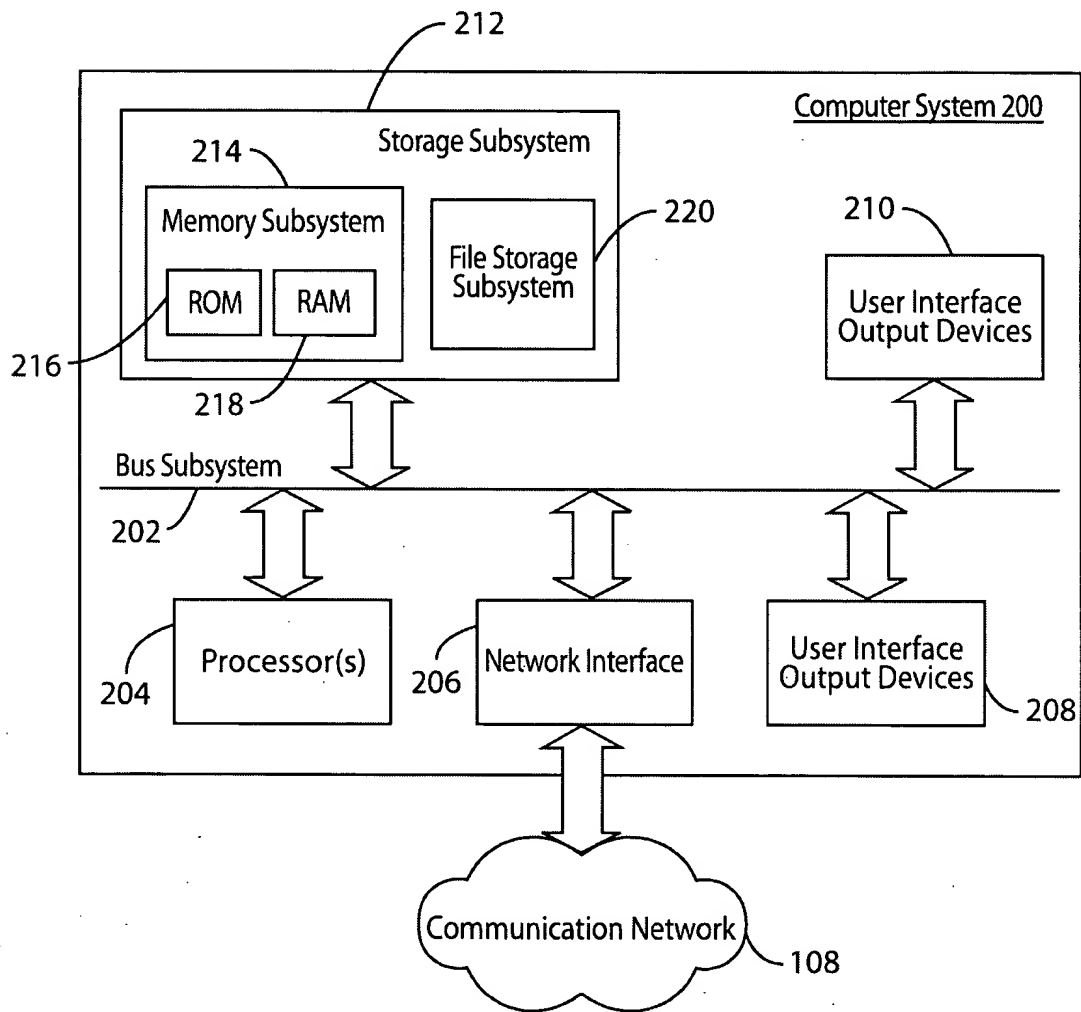 212
Computer System 200
Storage Subsystem
214
Memory Subsystem
220
210
File Storage
Subsystem
User Interface
Output Devices
ROM
RAM
216
218
Bus Subsystem
202
Processor(s)
Network Interface
User Interface
Output Devices
204
206
208
Communication Network
108